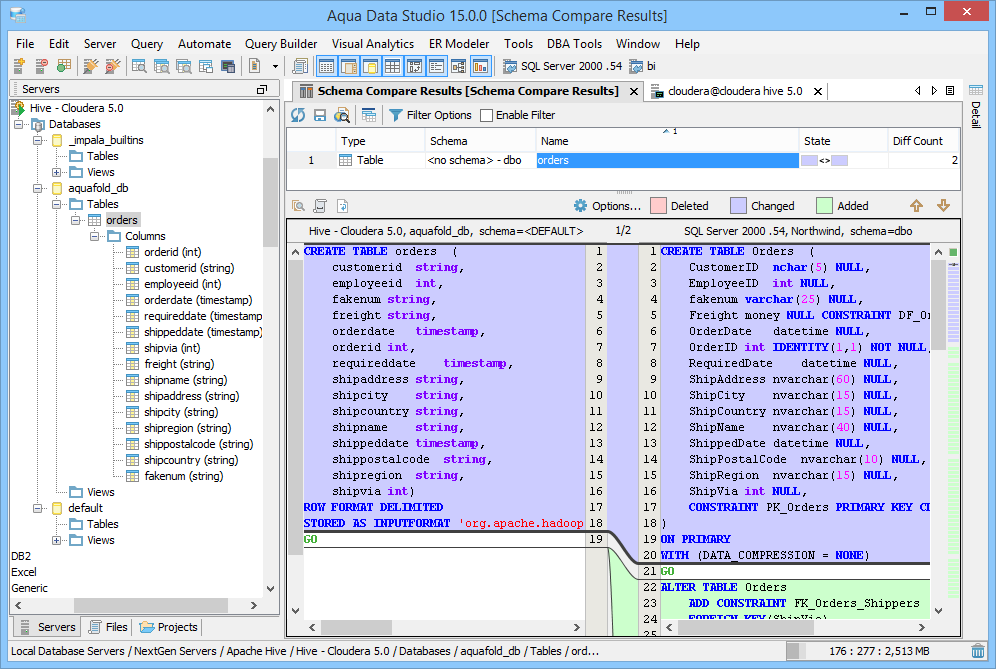 Aqua Data Studio 15.0.0 [Schema Compare Results]
File Edit Server Query Automate Query Builder Visual Analytics ER Modeler Tools DBA Tools Window Help
SQL Server 2000 .54 bi
Servers
Hive - Cloudera 5.0
Databases
_impala_builtins
Tables
Views
aquafold_db
Tables
orders
Columns
orderid (int)
customerid (string)
employeeid (int)
orderdate (timestamp)
requireddate (timestamp
shippeddate (timestamp)
shipvia (int)
freight (string)
shipname (string)
shipaddress (string)
shipcity (string)
shipregion (string)
shippostalcode (string)
shipcountry (string)
fakenum (string)
Views
default
Tables
Views
DB2
Excel
Generic
Servers Files Projects
Schema Compare Results [Schema Compare Results] cloudera@cloudera hive 5.0
Detail
Filter Options Enable Filter
Type Schema Name 1 State Diff Count
1 Table <no schema> - dbo orders <> 2
Options... Deleted Changed Added
Hive - Cloudera 5.0, aquafold_db, schema=<DEFAULT> 1/2 SQL Server 2000 .54, Northwind, schema=dbo
CREATE TABLE orders ( 1
customerid string, 2
employeeid int, 3
fakenum string, 4
freight string, 5
orderdate timestamp, 6
orderid int, 7
requireddate timestamp, 8
shipaddress string, 9
shipcity string, 10
shipcountry string, 11
shipname string, 12
shippeddate timestamp, 13
shippostalcode string, 14
shipregion string, 15
shipvia int) 16
ROW FORMAT DELIMITED 17
STORED AS INPUTFORMAT 'org.apache.hadoop 18
GO 19
1 CREATE TABLE Orders (
2 CustomerID nchar(5) NULL,
3 EmployeeID int NULL,
4 fakenum varchar(25) NULL,
5 Freight money NULL CONSTRAINT DF_Or
6 OrderDate datetime NULL,
7 OrderID int IDENTITY(1,1) NOT NULL,
8 RequiredDate datetime NULL,
9 ShipAddress nvarchar(60) NULL,
10 ShipCity nvarchar(15) NULL,
11 ShipCountry nvarchar(15) NULL,
12 ShipName nvarchar(40) NULL,
13 ShippedDate datetime NULL,
14 ShipPostalCode nvarchar(10) NULL,
15 ShipRegion nvarchar(15) NULL,
16 ShipVia int NULL,
17 CONSTRAINT PK_Orders PRIMARY KEY CL
18 )
19 ON PRIMARY
20 WITH (DATA_COMPRESSION = NONE)
21 GO
22 ALTER TABLE Orders
23 ADD CONSTRAINT FK_Orders_Shippers
24 FOREIGN KEY(ShipVia)
25
Local Database Servers / NextGen Servers / Apache Hive / Hive - Cloudera 5.0 / Databases / aquafold_db / Tables / ord... 176 : 277 : 2,513 MB